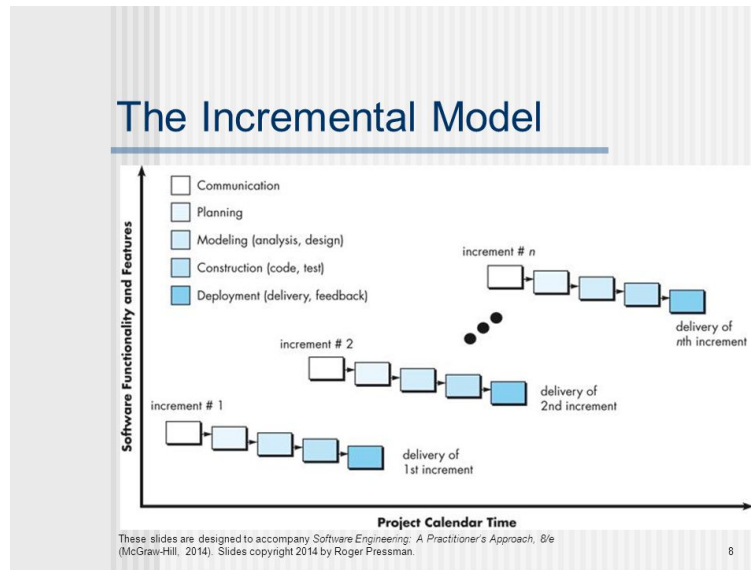 The Incremental Model
Software Functionality and Features
Communication
Planning
Modeling (analysis, design)
Construction (code, test)
Deployment (delivery, feedback)
increment # n
delivery of
nth increment
increment # 2
delivery of
2nd increment
increment # 1
delivery of
1st increment
Project Calendar Time
These slides are designed to accompany Software Engineering: A Practitioner's Approach, 8/e
(McGraw-Hill, 2014). Slides copyright 2014 by Roger Pressman.
8